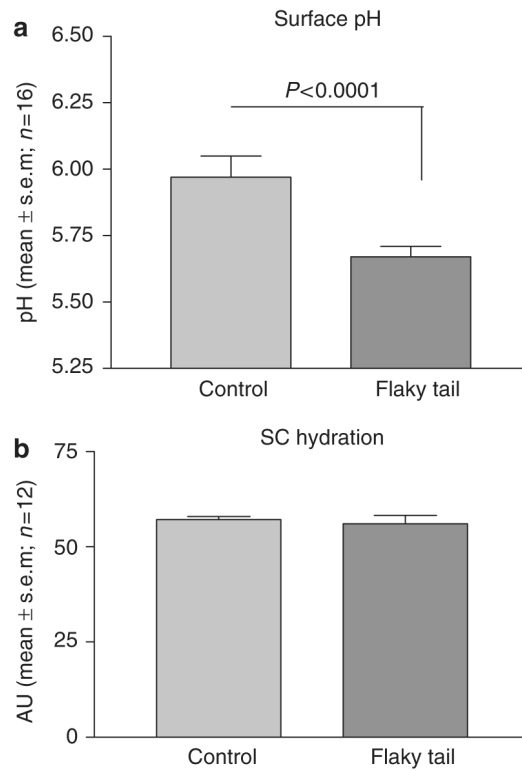 a
Surface pH
pH (mean ± s.e.m; n=16)
6.50
6.25
6.00
5.75
5.50
5.25
P<0.0001
Control
Flaky tail
b
SC hydration
AU (mean ± s.e.m; n=12)
75
50
25
0
Control
Flaky tail